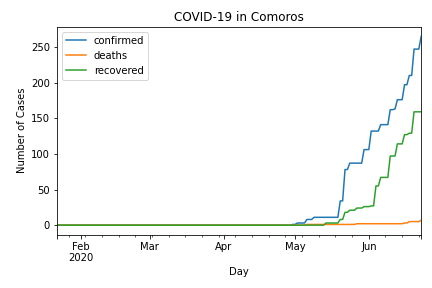 COVID-19 in Comoros
confirmed
deaths
recovered
Number of Cases
250
200
150
100
50
0
Feb
2020
Mar
Apr
May
Jun
Day